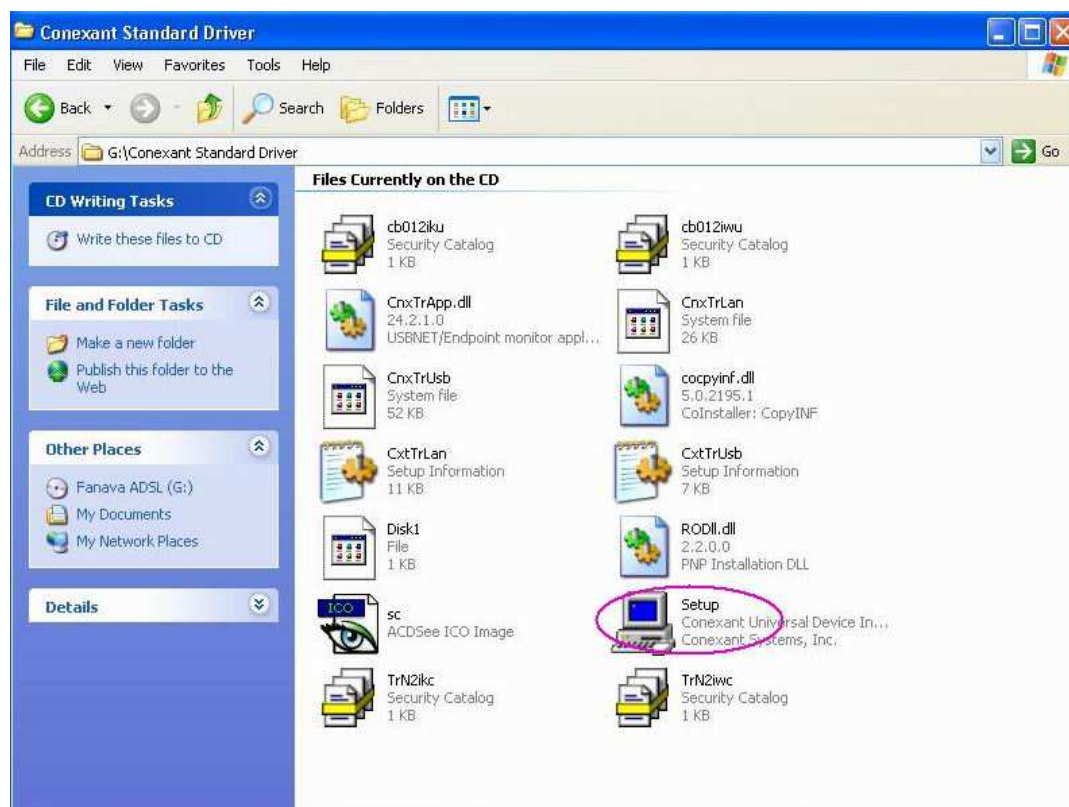 Conexant Standard Driver
File Edit View Favorites Tools Help
Back Search Folders
Address G:\Conexant Standard Driver Go
CD Writing Tasks
Write these files to CD
File and Folder Tasks
Make a new folder
Publish this folder to the
Web
Other Places
Fanava ADSL (G:)
My Documents
My Network Places
Details
Files Currently on the CD
cb012iku
Security Catalog
1 KB
cb012iwu
Security Catalog
1 KB
CnxTrApp.dll
24.2.1.0
USBNET/Endpoint monitor appl...
CnxTrLan
System file
26 KB
CnxTrUsb
System file
52 KB
cocpyinf.dll
5.0.2195.1
CoInstaller: CopyINF
CxtTrLan
Setup Information
11 KB
CxtTrUsb
Setup Information
7 KB
Disk1
File
1 KB
RODll.dll
2.2.0.0
PNP Installation DLL
ICO
sc
ACDSee ICO Image
Setup
Conexant Universal Device In...
Conexant Systems, Inc.
TrN2ikc
Security Catalog
1 KB
TrN2iwc
Security Catalog
1 KB